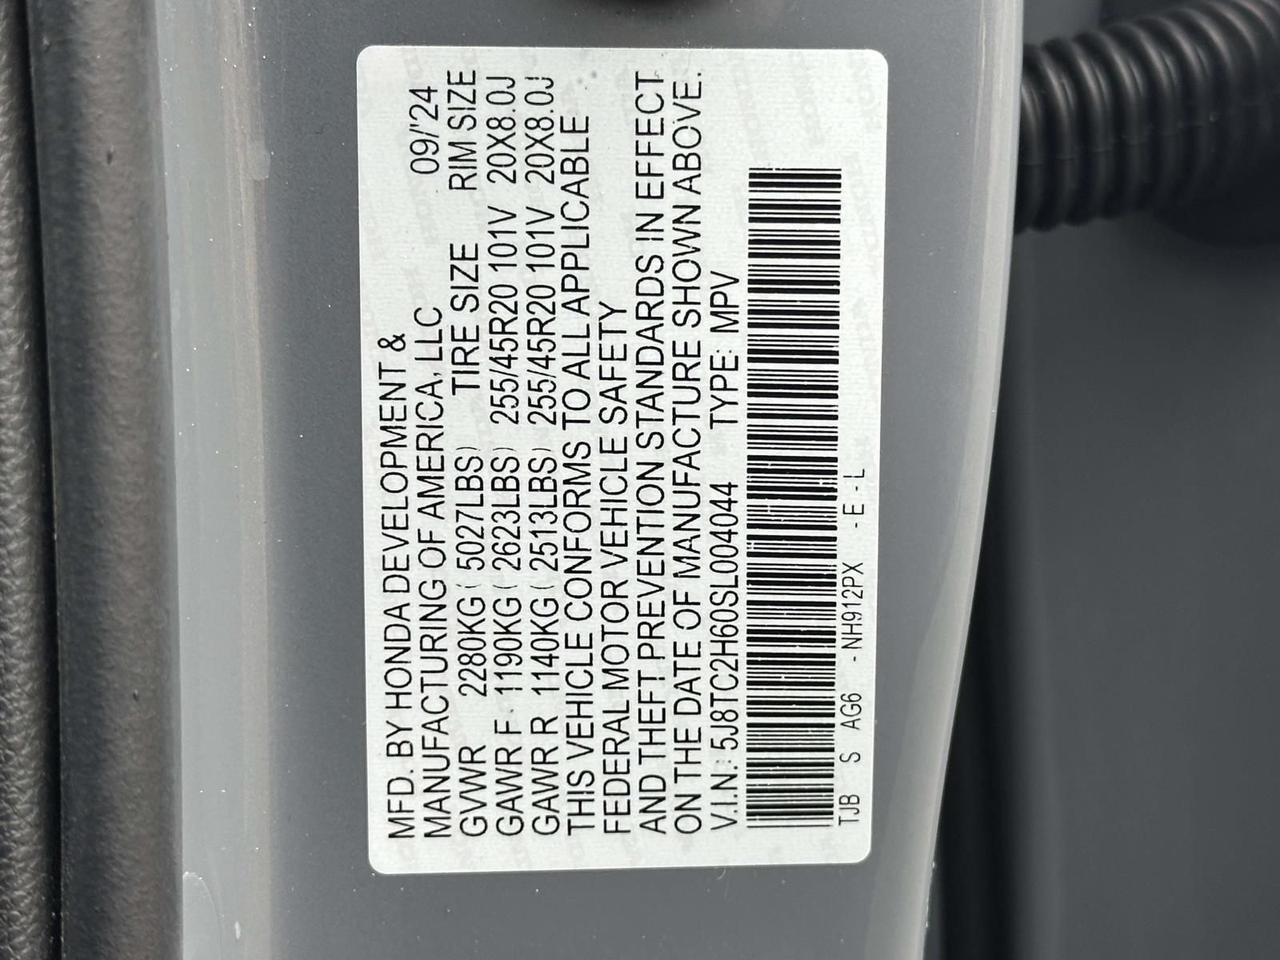 MFD. BY HONDA DEVELOPMENT &
MANUFACTURING OF AMERICA, LLC 09/'24
GVWR 2280KG ( 5027LBS) TIRE SIZE RIM SIZE
GAWR F 1190KG ( 2623LBS) 255/45R20 101V 20X8.0J
GAWR R 1140KG ( 2513LBS) 255/45R20 101V 20X8.0J
THIS VEHICLE CONFORMS TO ALL APPLICABLE
FEDERAL MOTOR VEHICLE SAFETY
AND THEFT PREVENTION STANDARDS IN EFFECT
ON THE DATE OF MANUFACTURE SHOWN ABOVE.
V.I.N.: 5J8TC2H60SL004044 TYPE: MPV
TJB S AG6 - NH912PX - E - L